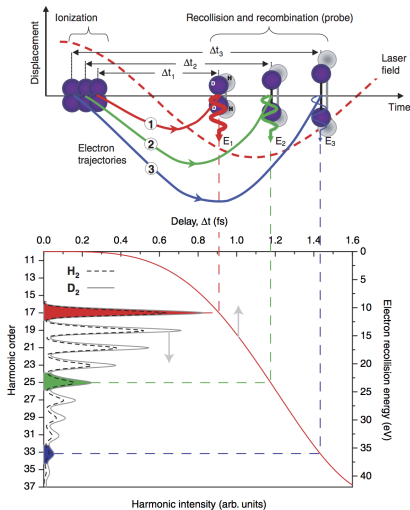 Ionization
Recollision and recombination (probe)
Displacement
Δt3
Δt2
Δt1
Laser
field
H
D
H
D
Time
1
2
3
E1
E2
E3
Electron
trajectories
Delay, Δt (fs)
0.0 0.2 0.4 0.6 0.8 1.0 1.2 1.4 1.6
11
13
15
17
19
21
23
25
27
29
31
33
35
37
Harmonic order
H2
D2
0
5
10
15
20
25
30
35
40
Electron recollision energy (eV)
Harmonic intensity (arb. units)